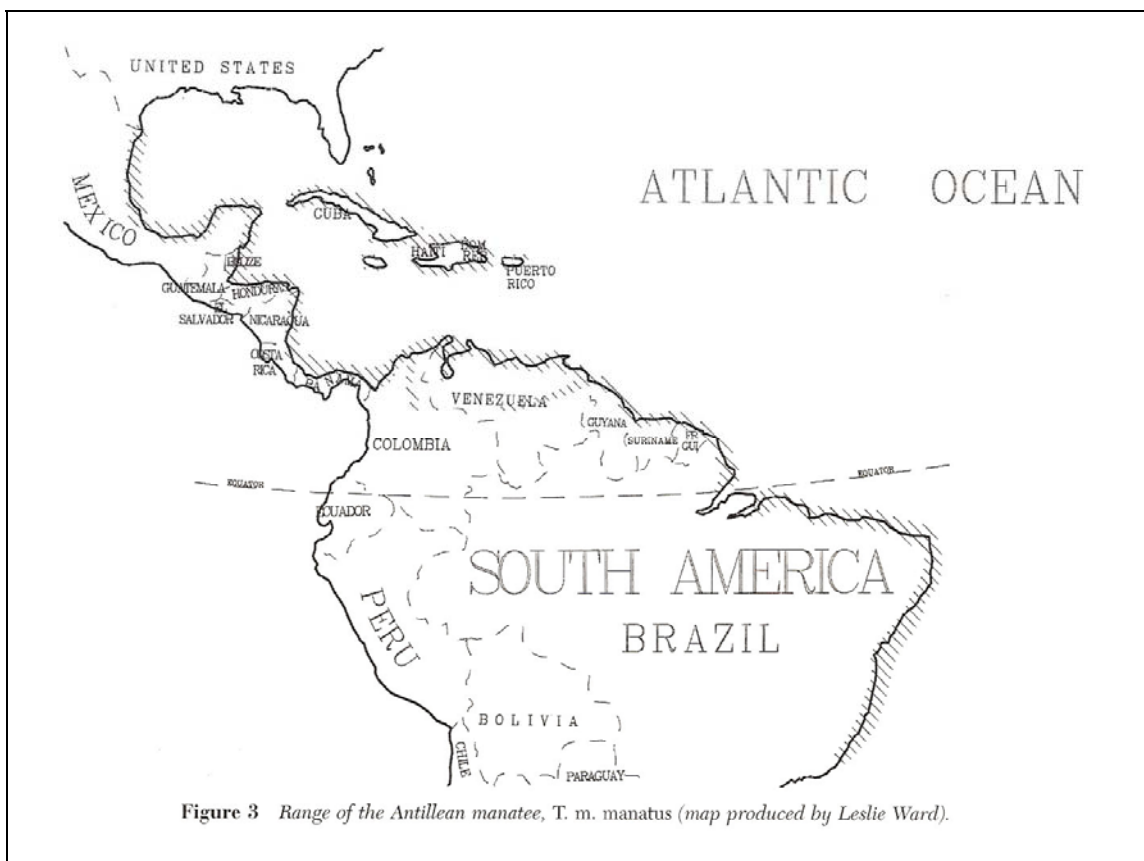 UNITED STATES
ATLANTIC OCEAN
MEXICO
CUBA
HAITI
DOM
REP
PUERTO
RICO
BELIZE
GUATEMALA
HONDURAS
EL
SALVADOR
NICARAGUA
COSTA
RICA
PANAMA
VENEZUELA
GUYANA
SURINAME
FR
GUI
COLOMBIA
EQUATOR
EQUATOR
ECUADOR
SOUTH AMERICA
BRAZIL
PERU
BOLIVIA
CHILE
PARAGUAY
Figure 3 Range of the Antillean manatee, T. m. manatus (map produced by Leslie Ward).